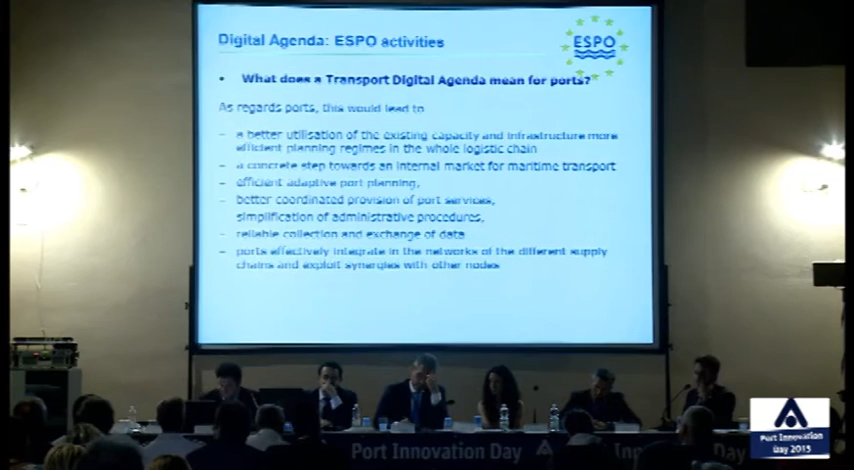 Digital Agenda: ESPO activities
ESPO
• What does a Transport Digital Agenda mean for ports?
As regards ports, this would lead to
– a better utilisation of the existing capacity and infrastructure more
efficient planning regimes in the whole logistic chain
– a concrete step towards an internal market for maritime transport
– efficient adaptive port planning,
– better coordinated provision of port services,
simplification of administrative procedures,
– reliable collection and exchange of data
– ports effectively integrate in the networks of the different supply
chains and exploit synergies with other nodes
Port Innovation Day
Day
Port Innovation
Day 2015